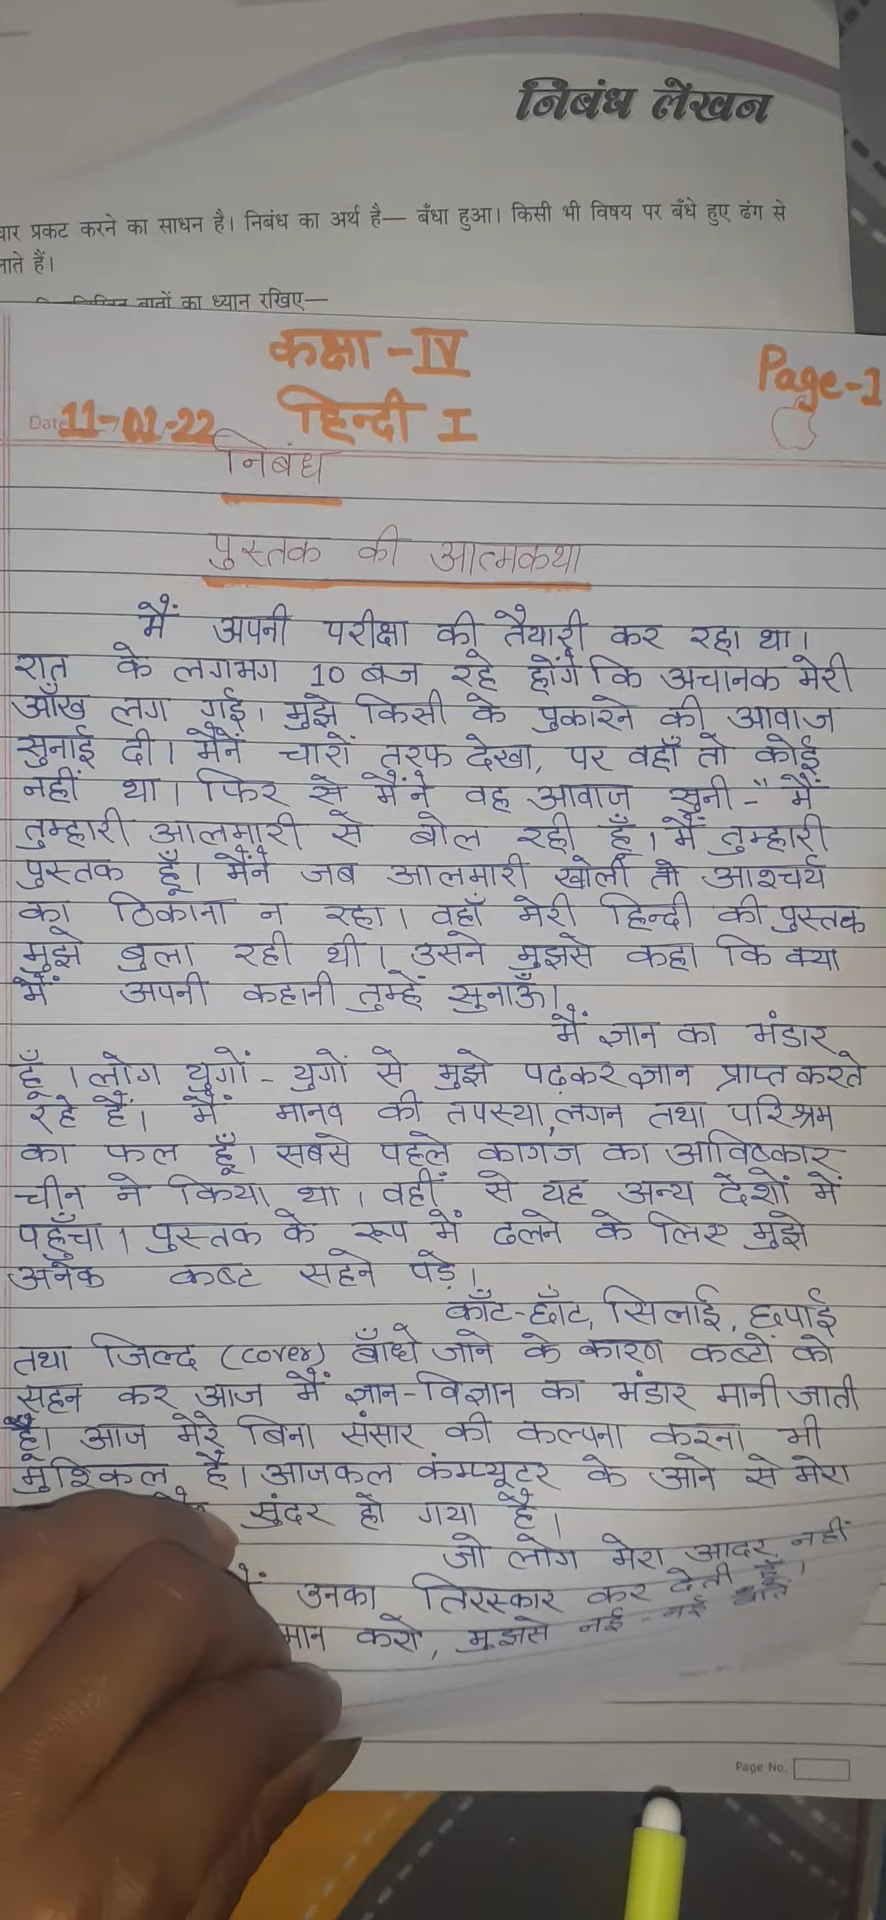 निबंध लेखन
प्रकट करने का साधन है। निबंध का अर्थ है— बँधा हुआ। किसी भी विषय पर बँधे हुए ढंग से
हैं।
बातों का ध्यान रखिए—
कक्षा -IV
Page-1
Date 11-01-22 हिन्दी I
निबंध
पुस्तक की आत्मकथा
मैं अपनी परीक्षा की तैयारी कर रहा था।
रात के लगभग 10 बज रहे होंगे कि अचानक मेरी
आँख लग गई। मुझे किसी के पुकारने की आवाज
सुनाई दी। मैंने चारों तरफ देखा, पर वहाँ तो कोई
नहीं था। फिर से मैंने वह आवाज सुनी-" मैं
तुम्हारी आलमारी से बोल रही हूँ। मैं तुम्हारी
पुस्तक हूँ। मैंने जब आलमारी खोली तो आश्चर्य
का ठिकाना न रहा। वहाँ मेरी हिन्दी की पुस्तक
मुझे बुला रही थी। उसने मुझसे कहा कि क्या
मैं अपनी कहानी तुम्हें सुनाऊँ।
मैं ज्ञान का भंडार
हूँ। लोग युगों-युगों से मुझे पढ़कर ज्ञान प्राप्त करते
रहे हैं। मैं मानव की तपस्या, लगन तथा परिश्रम
का फल हूँ। सबसे पहले कागज का आविष्कार
चीन ने किया था। वहीं से यह अन्य देशों में
पहुँचा। पुस्तक के रूप में ढलने के लिए मुझे
अनेक कष्ट सहने पड़े।
काँट-छाँट, सिलाई, छपाई
तथा जिल्द (cover) बाँधे जाने के कारण कष्टों को
सहन कर आज मैं ज्ञान-विज्ञान का भंडार मानी जाती
हूँ। आज मेरे बिना संसार की कल्पना करना भी
मुश्किल है। आजकल कंम्प्यूटर के आने से मेरा
सुंदर हो गया है।
जो लोग मेरा आदर नहीं
उनका तिरस्कार कर देती हूँ।
मान करो, मुझसे नई-नई बातें
Page No.